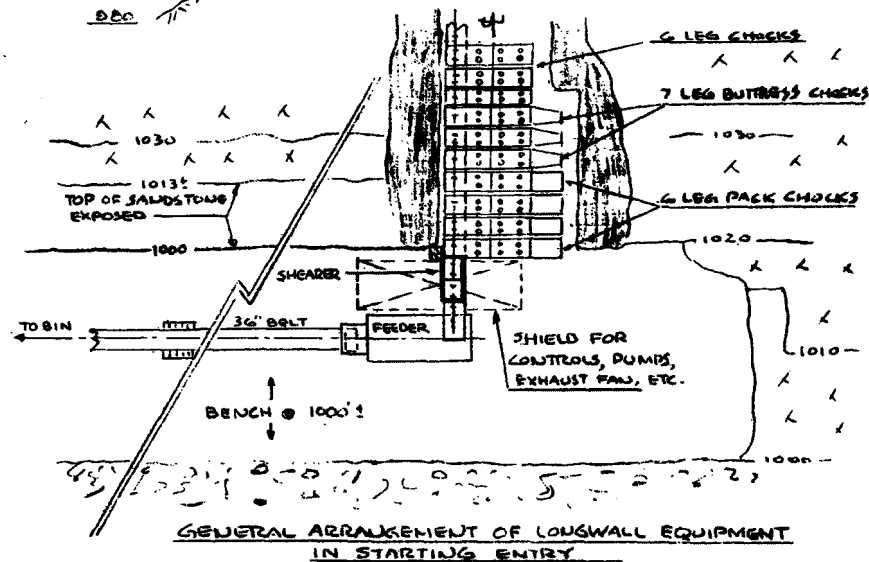 980
6 LEG CHOCKS
7 LEG BUTTRESS CHOCKS
1030
1030
1013±
TOP OF SANDSTONE
EXPOSED
6 LEG PACK CHOCKS
1000
1020
SHEARER
TO BIN
36" BELT
FEEDER
SHIELD FOR
CONTROLS, PUMPS,
EXHAUST FAN, ETC.
1010
BENCH @ 1000'±
1000
GENERAL ARRANGEMENT OF LONGWALL EQUIPMENT
IN STARTING ENTRY